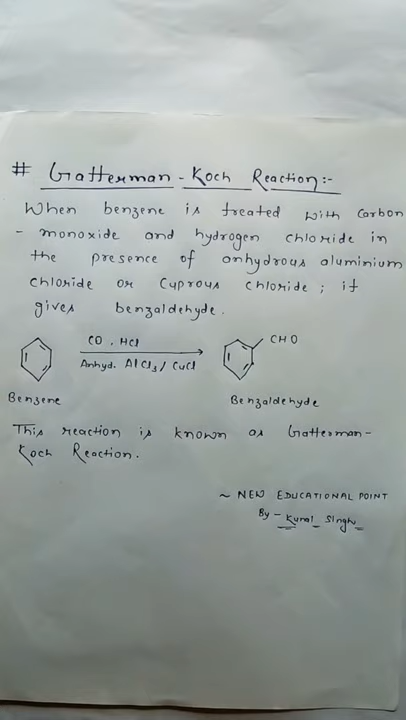 # Gatterman - Koch Reaction:-
When benzene is treated with Carbon
- monoxide and hydrogen chloride in
the presence of anhydrous aluminium
chloride or Cuprous chloride ; it
gives benzaldehyde.
CO , HCl
CHO
Anhyd. AlCl3 / CuCl
Benzene
Benzaldehyde
This reaction is known as Gatterman-
Koch Reaction.
~ NEW EDUCATIONAL POINT
By - Kunal Singh